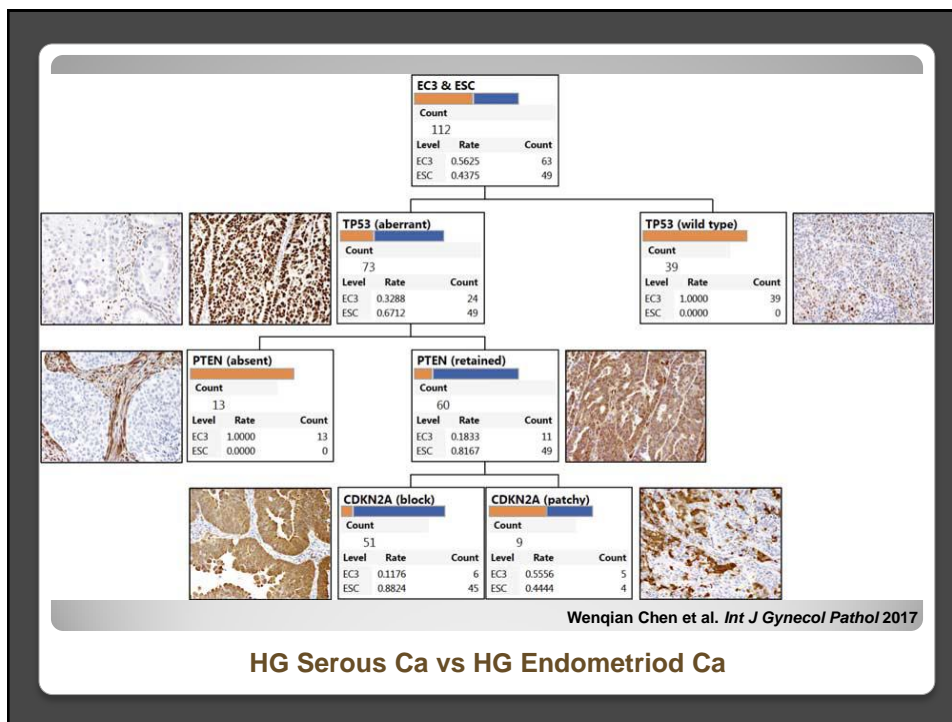 EC3 & ESC
Count
112
Level Rate Count
EC3 0.5625 63
ESC 0.4375 49
TP53 (aberrant)
Count
73
Level Rate Count
EC3 0.3288 24
ESC 0.6712 49
TP53 (wild type)
Count
39
Level Rate Count
EC3 1.0000 39
ESC 0.0000 0
PTEN (absent)
Count
13
Level Rate Count
EC3 1.0000 13
ESC 0.0000 0
PTEN (retained)
Count
60
Level Rate Count
EC3 0.1833 11
ESC 0.8167 49
CDKN2A (block)
Count
51
Level Rate Count
EC3 0.1176 6
ESC 0.8824 45
CDKN2A (patchy)
Count
9
Level Rate Count
EC3 0.5556 5
ESC 0.4444 4
Wenqian Chen et al. Int J Gynecol Pathol 2017
HG Serous Ca vs HG Endometriod Ca